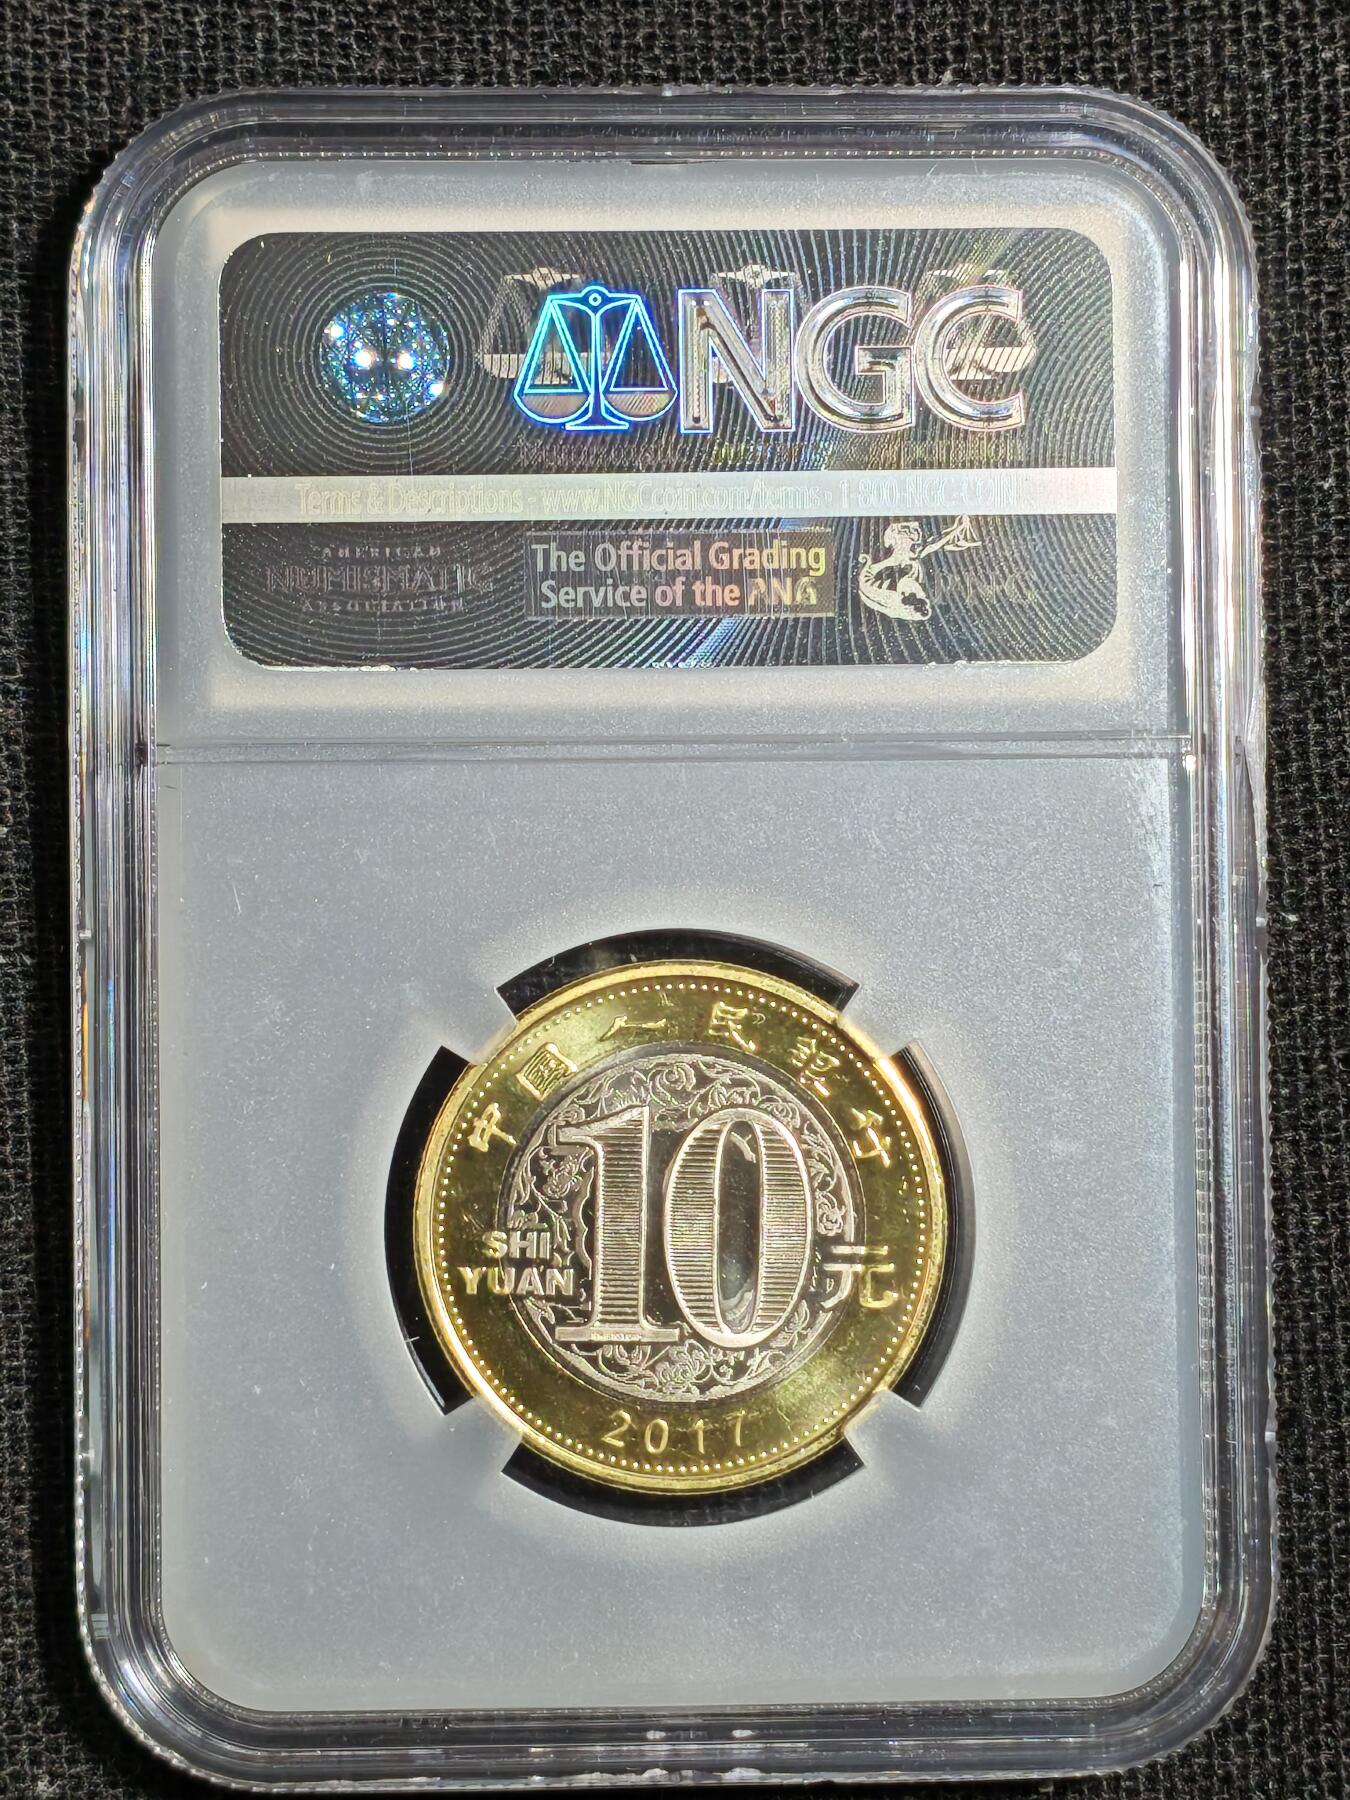 NGC
Terms & Descriptions - www.NGCcoin.com/terms - 1-800-NGC-COIN
AMERICAN
NUMISMATIC
ASSOCIATION
The Official Grading
Service of the ANA
PNG
中国人民银行
10
SHI
YUAN
元
2017